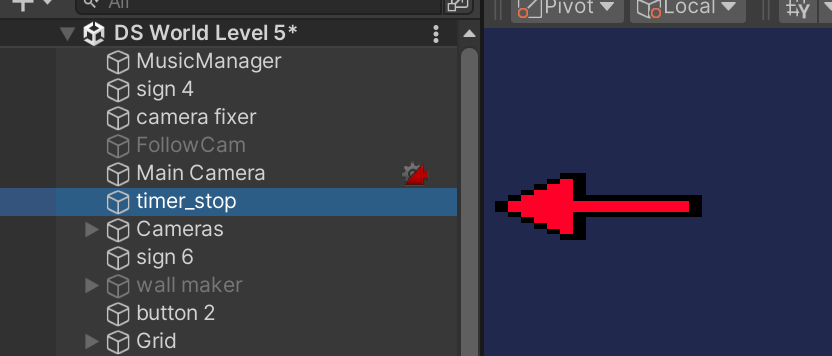 All
Pivot Local Y
DS World Level 5*
MusicManager
sign 4
camera fixer
FollowCam
Main Camera
timer_stop
Cameras
sign 6
wall maker
button 2
Grid